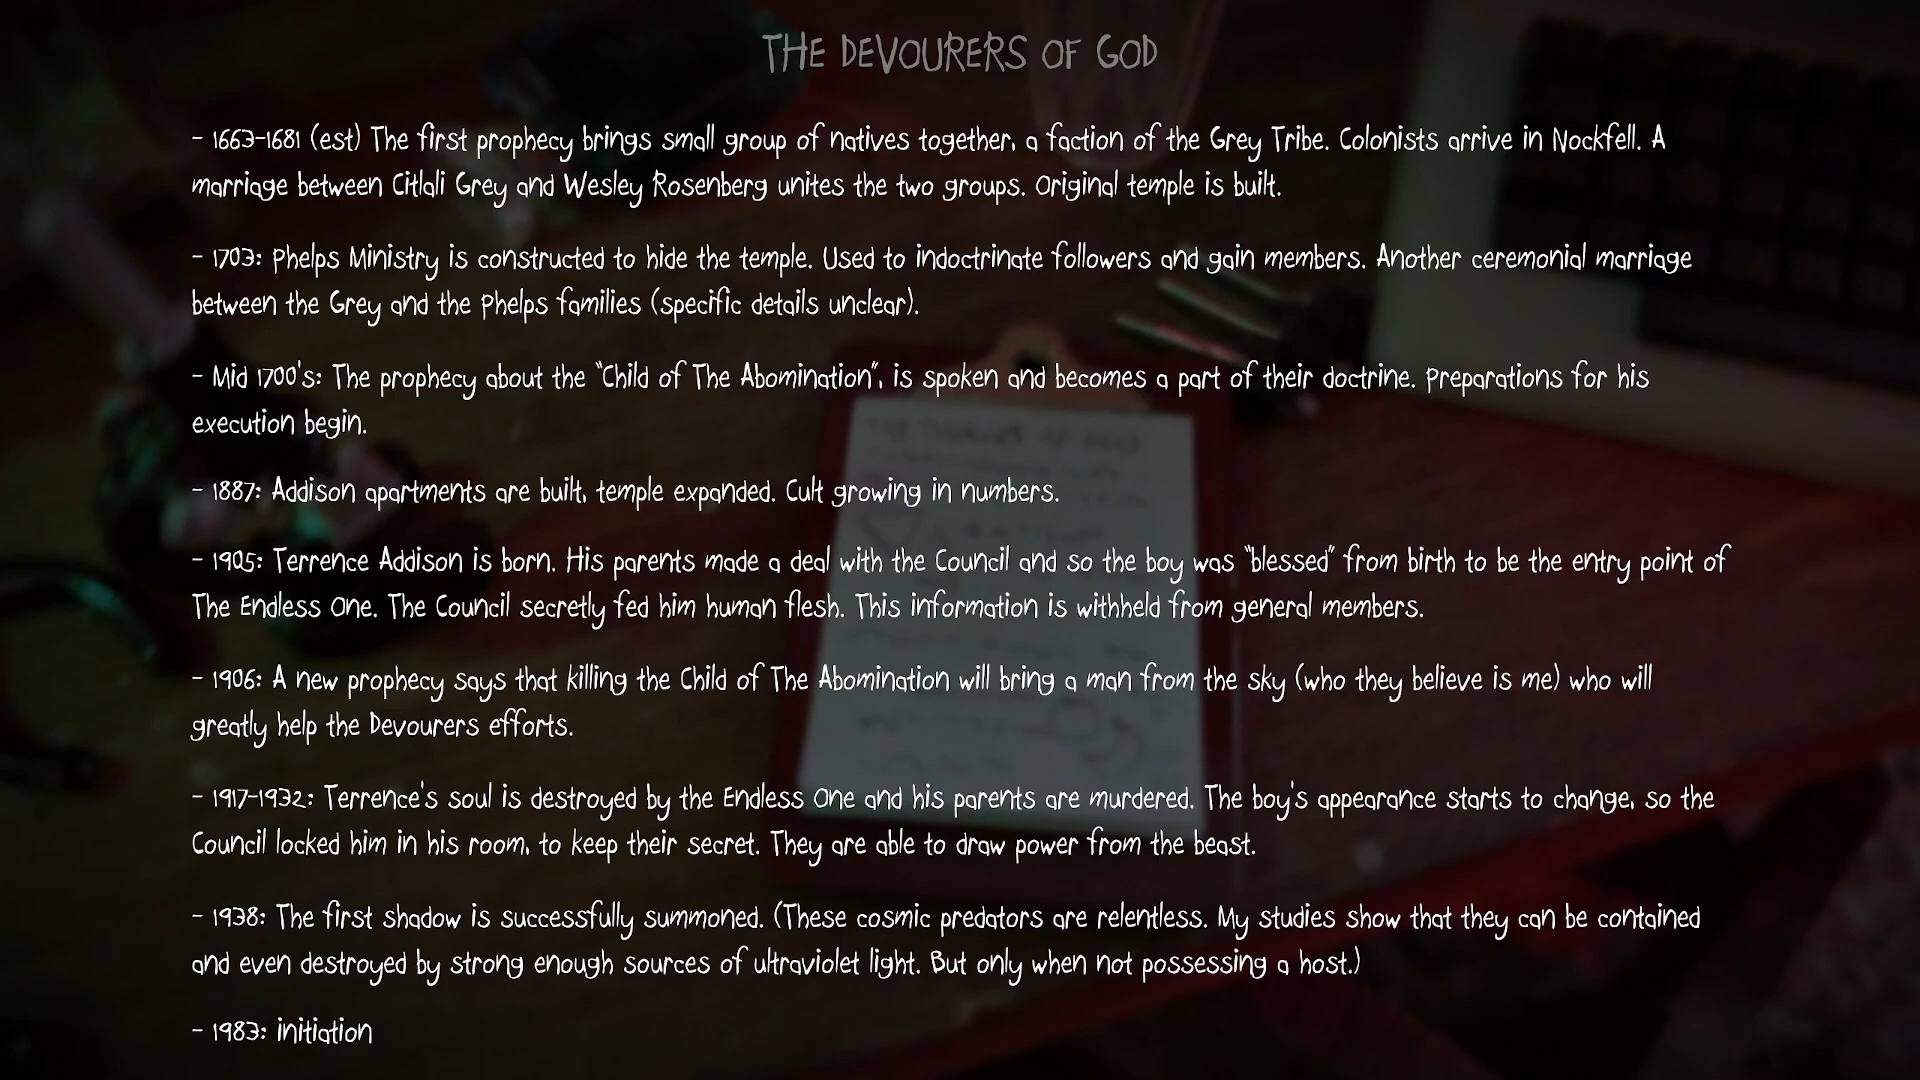 THE DEVOURERS OF GOD
- 1663-1681 (est) The first prophecy brings small group of natives together, a faction of the Grey Tribe. Colonists arrive in Nockfell. A
marriage between Citlali Grey and Wesley Rosenberg unites the two groups. Original temple is built.
- 1703: Phelps Ministry is constructed to hide the temple. Used to indoctrinate followers and gain members. Another ceremonial marriage
between the Grey and the Phelps families (specific details unclear).
- Mid 1700's: The prophecy about the "Child of The Abomination", is spoken and becomes a part of their doctrine. Preparations for his
execution begin.
- 1887: Addison apartments are built, temple expanded. Cult growing in numbers.
- 1905: Terrence Addison is born. His parents made a deal with the Council and so the boy was "blessed" from birth to be the entry point of
The Endless One. The Council secretly fed him human flesh. This information is withheld from general members.
- 1906: A new prophecy says that killing the Child of The Abomination will bring a man from the sky (who they believe is me) who will
greatly help the Devourers efforts.
- 1917-1932: Terrence's soul is destroyed by the Endless One and his parents are murdered. The boy's appearance starts to change, so the
Council locked him in his room, to keep their secret. They are able to draw power from the beast.
- 1938: The first shadow is successfully summoned. (These cosmic predators are relentless. My studies show that they can be contained
and even destroyed by strong enough sources of ultraviolet light. But only when not possessing a host.)
- 1983: initiation